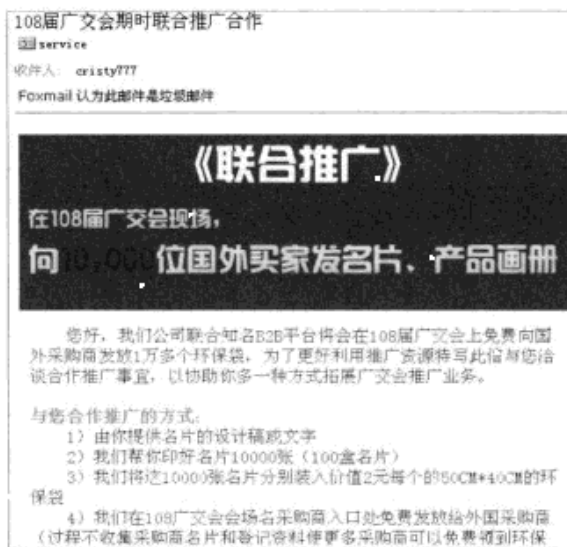 108届广交会期时联合推广合作
service
收件人: cristy777
Foxmail 认为此邮件是垃圾邮件
《联合推广》
在108届广交会现场，
向10,000位国外买家发名片、产品画册
您好，我们公司联合知名B2B平台将会在108届广交会上免费向国
外采购商发放1万多个环保袋，为了更好利用推广资源特写此信与您洽
谈合作推广事宜，以协助你多一种方式拓展广交会推广业务。
与您合作推广的方式:
1）由你提供名片的设计稿或文字
2）我们帮你印好名片10000张（100盒名片）
3）我们将这10000张名片分别装入价值2元每个的50CM*40CM的环
保袋
4）我们在108广交会会场各采购商入口处免费发放给外国采购商
（过程不收集采购商名片和登记资料使更多采购商可以免费领到环保